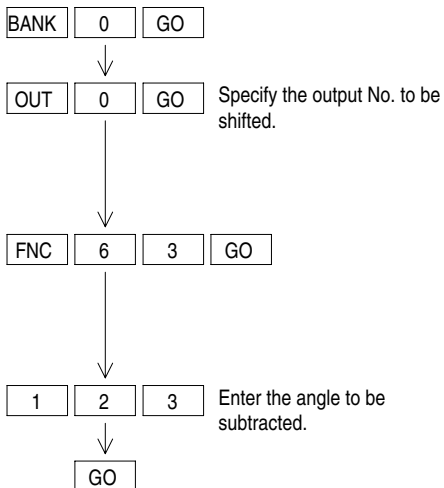 BANK 0 GO
OUT 0 GO Specify the output No. to be
shifted.
FNC 6 3 GO
1 2 3 Enter the angle to be
subtracted.
GO